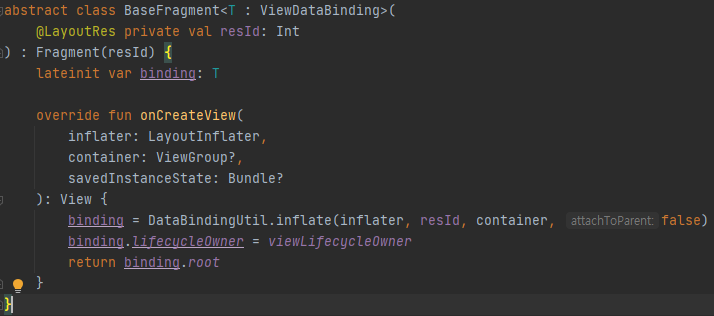 abstract class BaseFragment<T : ViewDataBinding>(
    @LayoutRes private val resId: Int
) : Fragment(resId) {
    lateinit var binding: T

    override fun onCreateView(
        inflater: LayoutInflater,
        container: ViewGroup?,
        savedInstanceState: Bundle?
    ): View {
        binding = DataBindingUtil.inflate(inflater, resId, container, attachToParent: false)
        binding.lifecycleOwner = viewLifecycleOwner
        return binding.root
    }
}